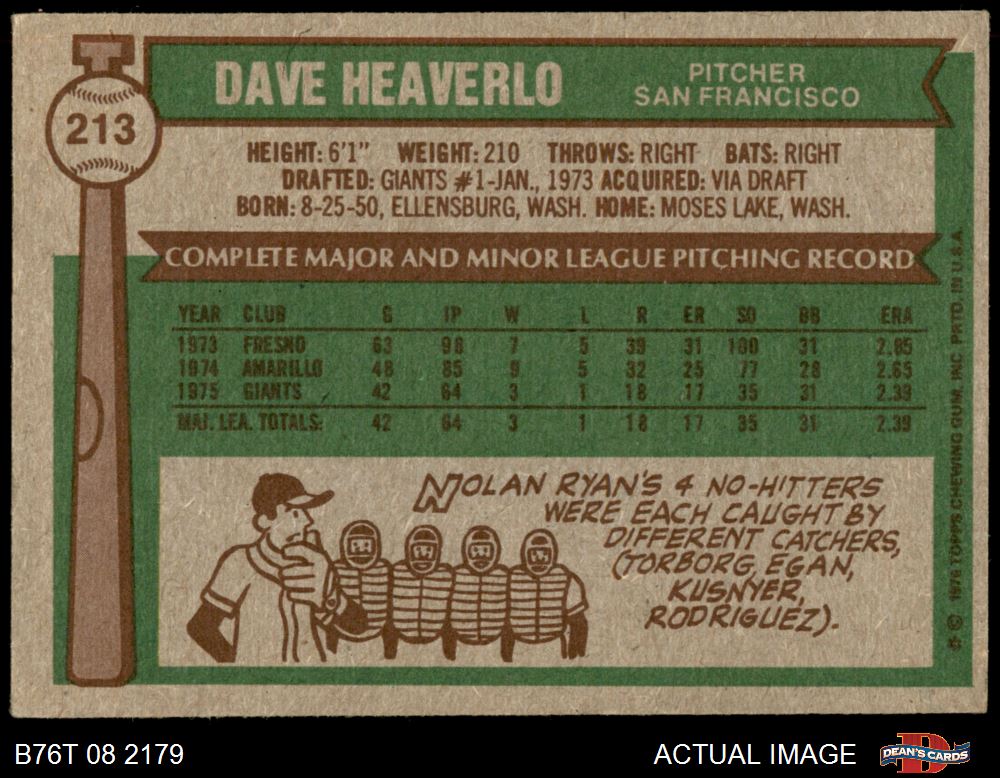 213
DAVE HEAVERLO
PITCHER
SAN FRANCISCO
HEIGHT: 6'1" WEIGHT: 210 THROWS: RIGHT BATS: RIGHT
DRAFTED: GIANTS #1-JAN., 1973 ACQUIRED: VIA DRAFT
BORN: 8-25-50, ELLENSBURG, WASH. HOME: MOSES LAKE, WASH.
COMPLETE MAJOR AND MINOR LEAGUE PITCHING RECORD
YEAR CLUB G IP W L R ER SO BB ERA
1973 FRESNO 63 98 7 5 39 31 100 31 2.85
1974 AMARILLO 48 85 9 5 32 25 77 28 2.65
1975 GIANTS 42 64 3 1 18 17 35 31 2.39
MAJ. LEA. TOTALS: 42 64 3 1 18 17 35 31 2.39
NOLAN RYAN'S 4 NO-HITTERS
WERE EACH CAUGHT BY
DIFFERENT CATCHERS,
(TORBORG, EGAN,
KUSNYER,
RODRIGUEZ).
© 1976 TOPPS CHEWING GUM, INC. PRTD. IN U.S.A.
B76T 08 2179
ACTUAL IMAGE
DEAN'S CARDS